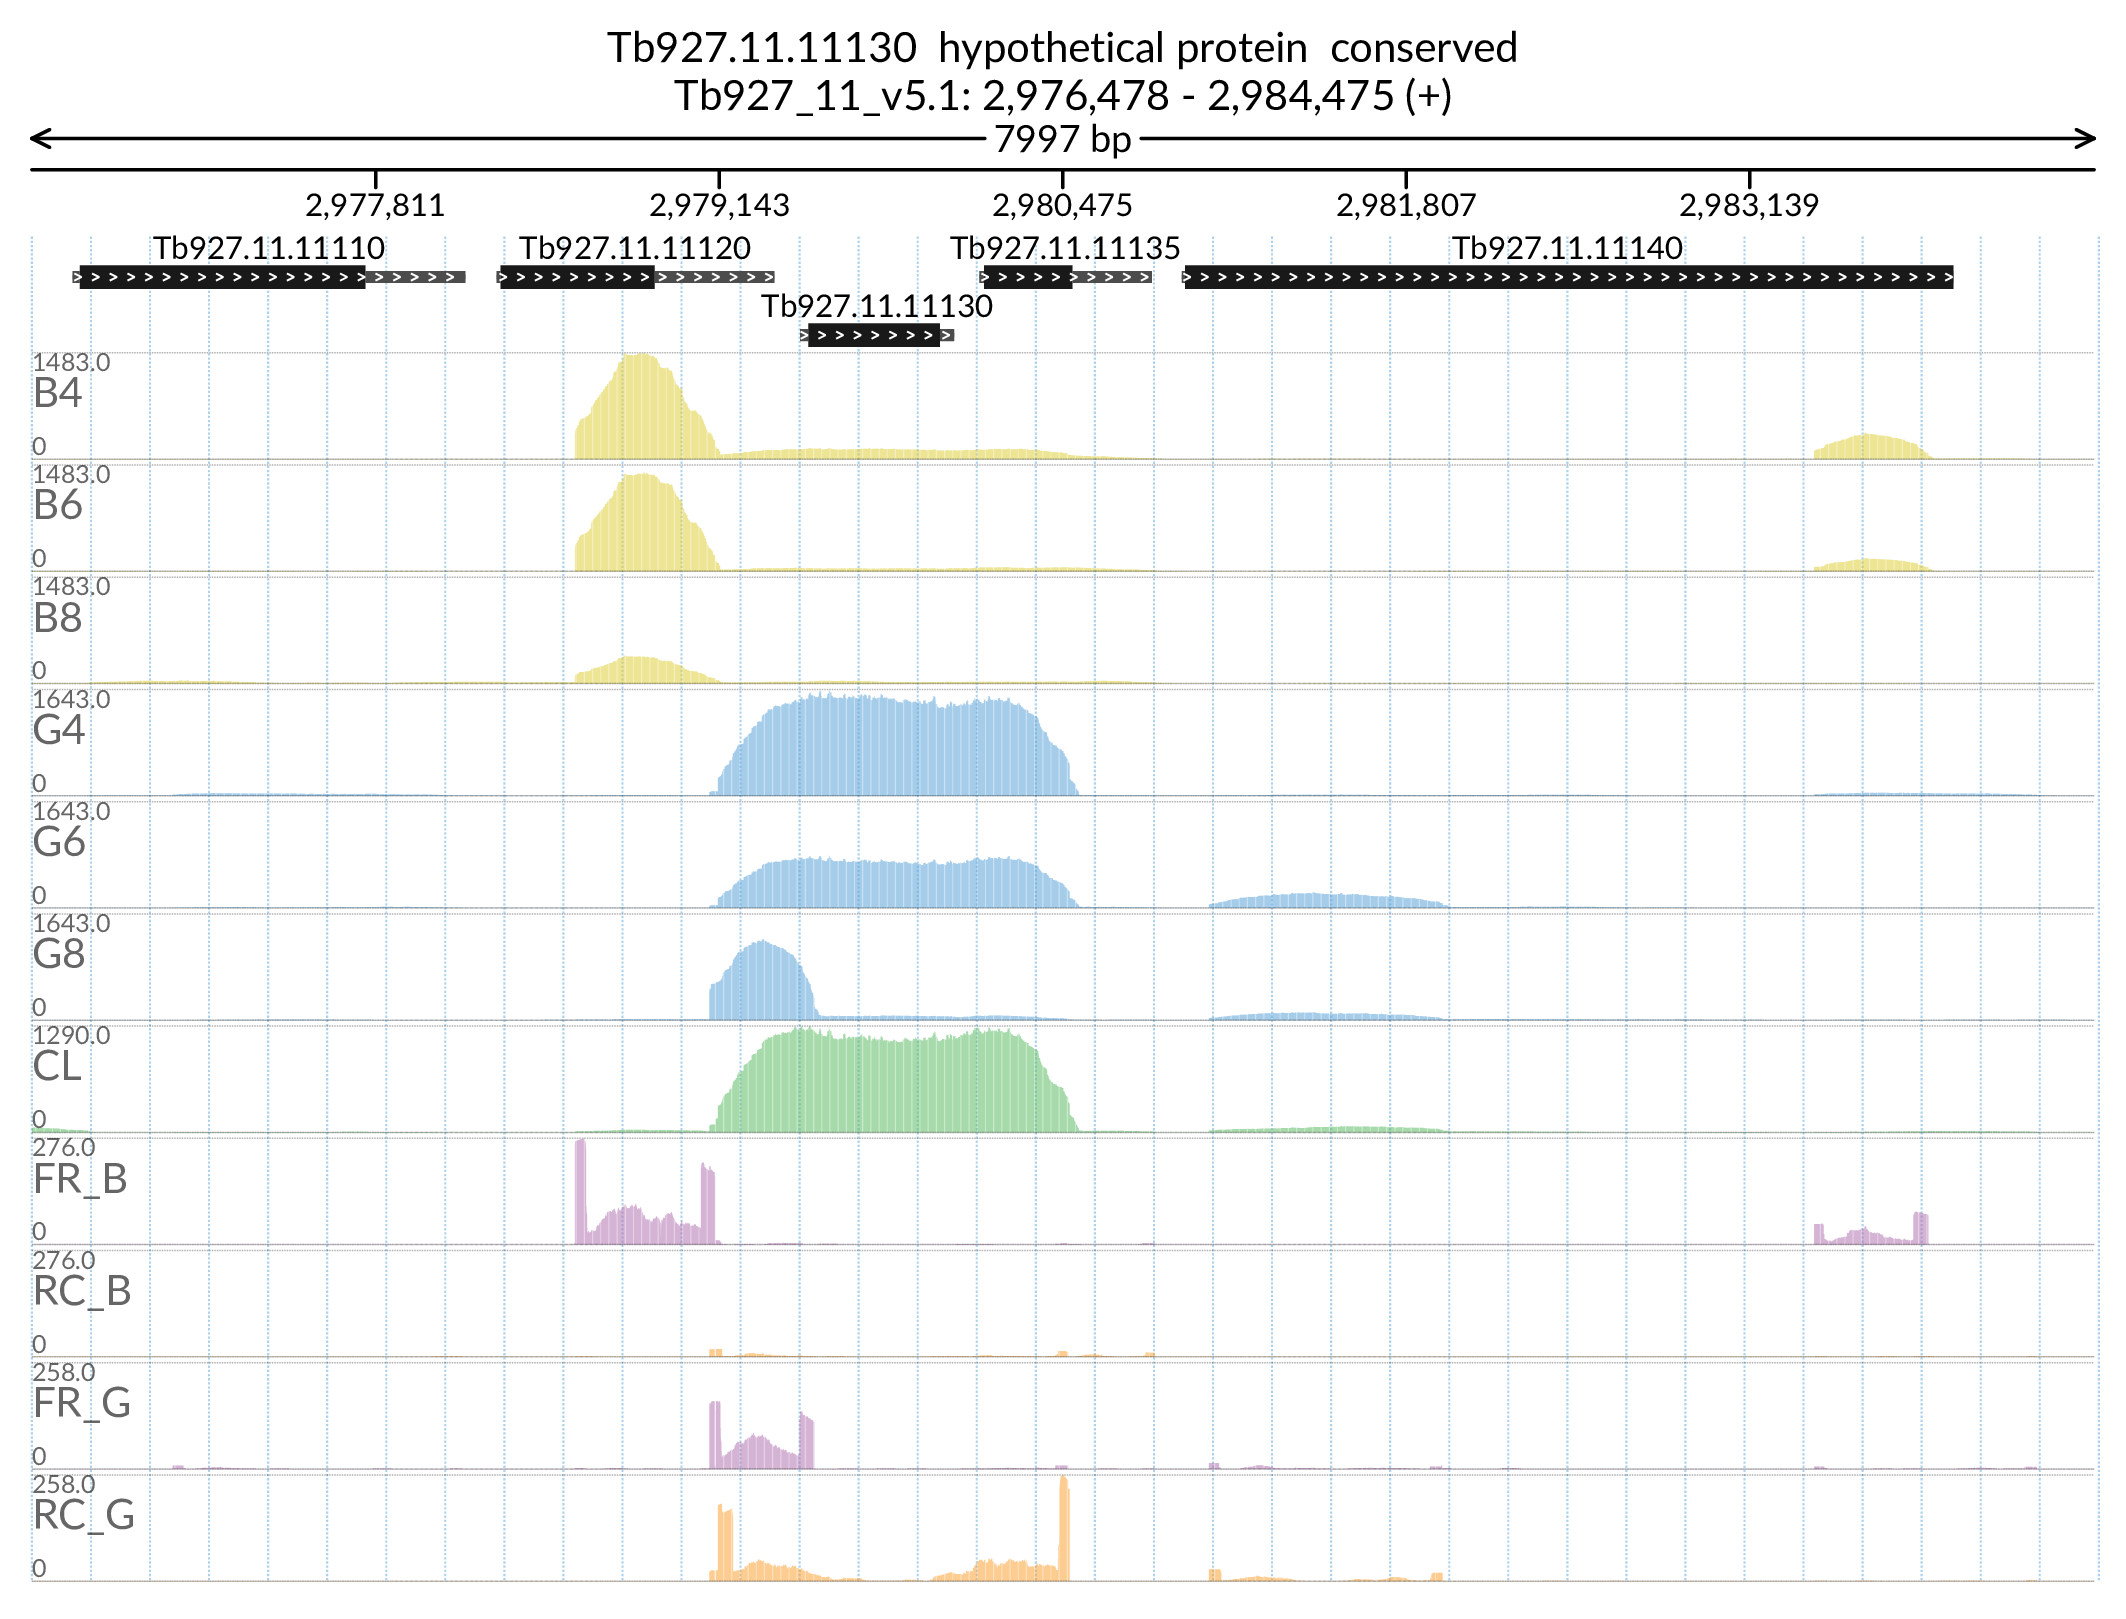 Tb927.11.11130  hypothetical protein  conserved
Tb927_11_v5.1: 2,976,478 - 2,984,475 (+)
7997 bp
2,977,811 2,979,143 2,980,475 2,981,807 2,983,139
Tb927.11.11110 Tb927.11.11120 Tb927.11.11135 Tb927.11.11140
Tb927.11.11130
1483.0
B4
0
1483.0
B6
0
1483.0
B8
0
1643.0
G4
0
1643.0
G6
0
1643.0
G8
0
1290.0
CL
0
276.0
FR_B
0
276.0
RC_B
0
258.0
FR_G
0
258.0
RC_G
0